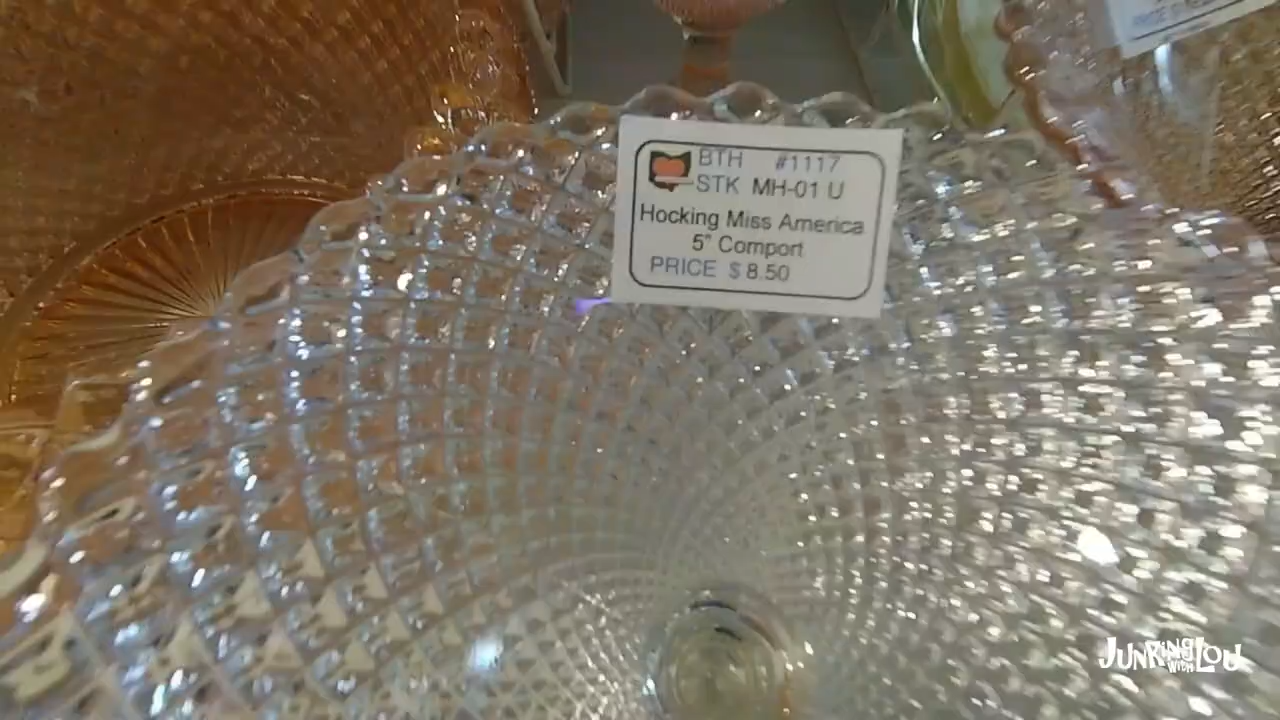 BTH #1117
STK MH-01 U
Hocking Miss America
5" Comport
PRICE $ 8.50
JUNKING WITH LOU